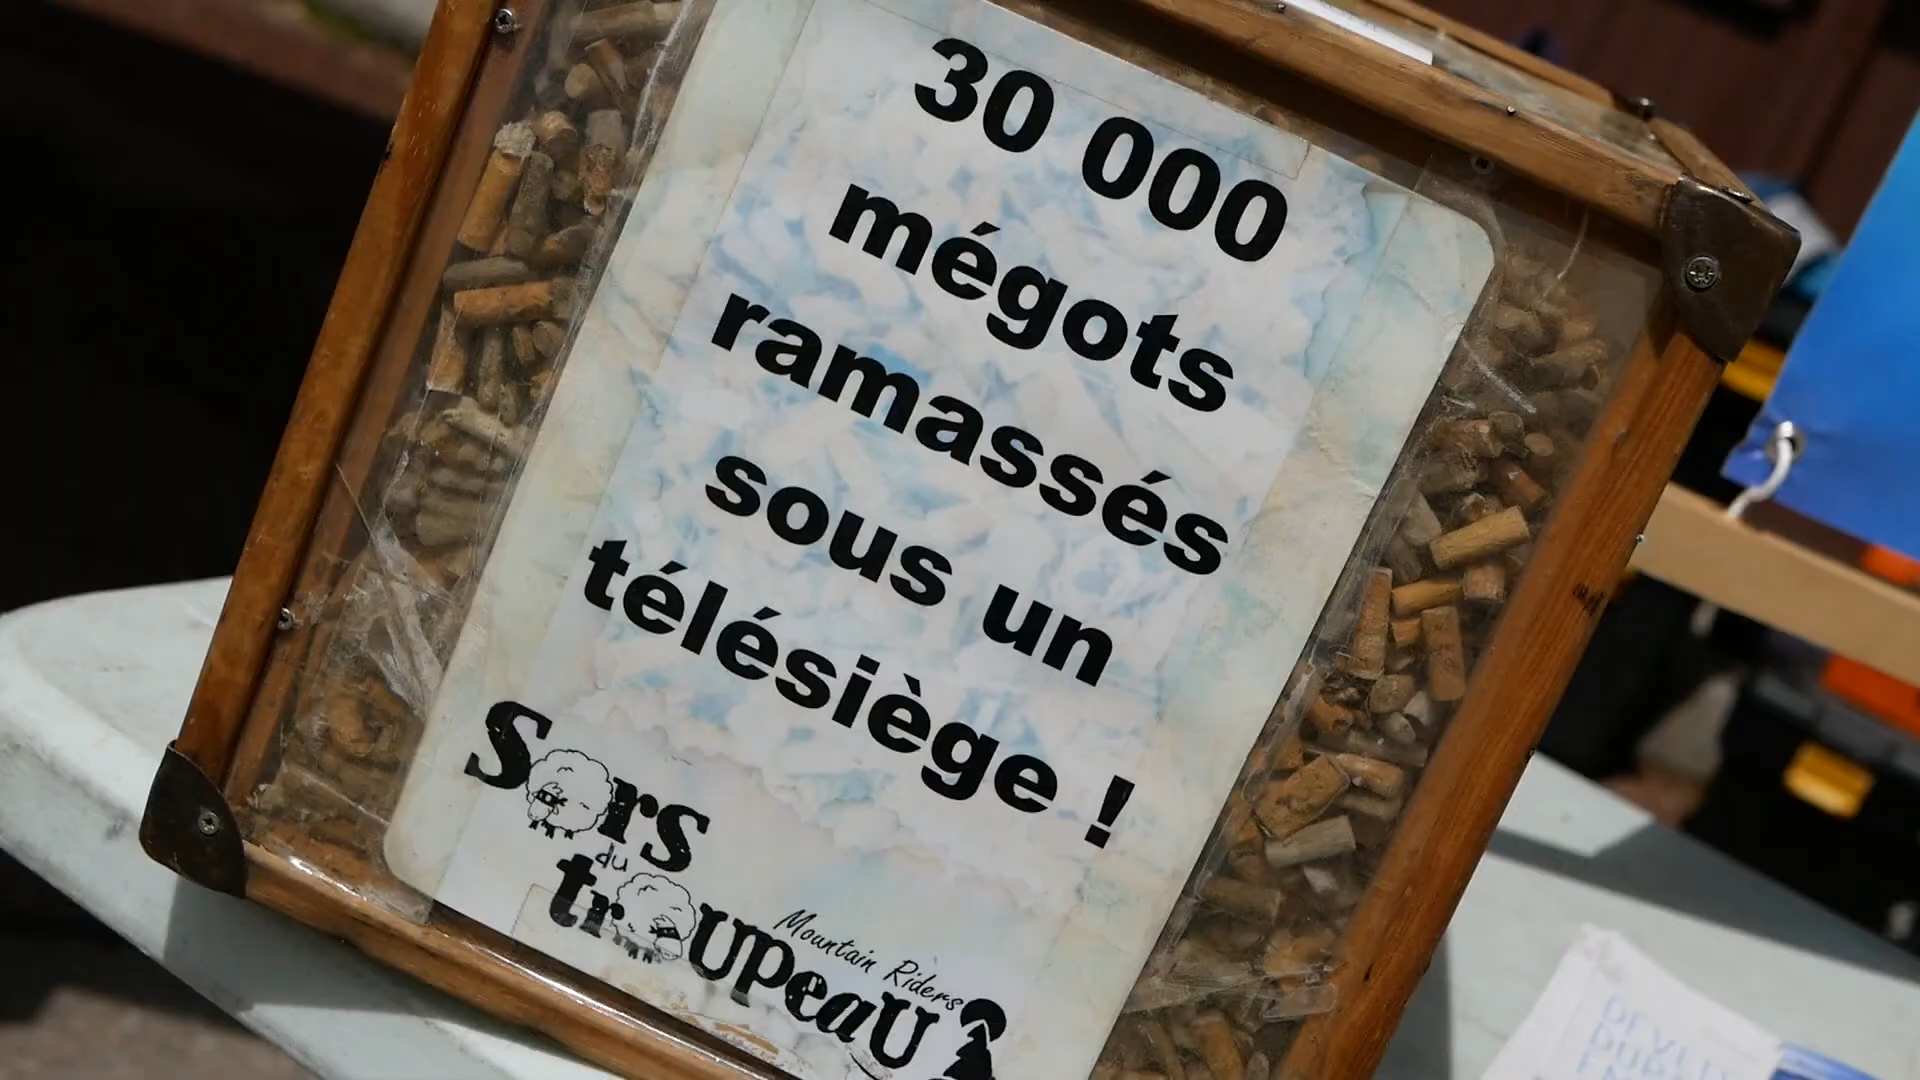 30 000
mégots
ramassés
sous un
télésiège !
Sors
du
troupeau
Mountain Riders